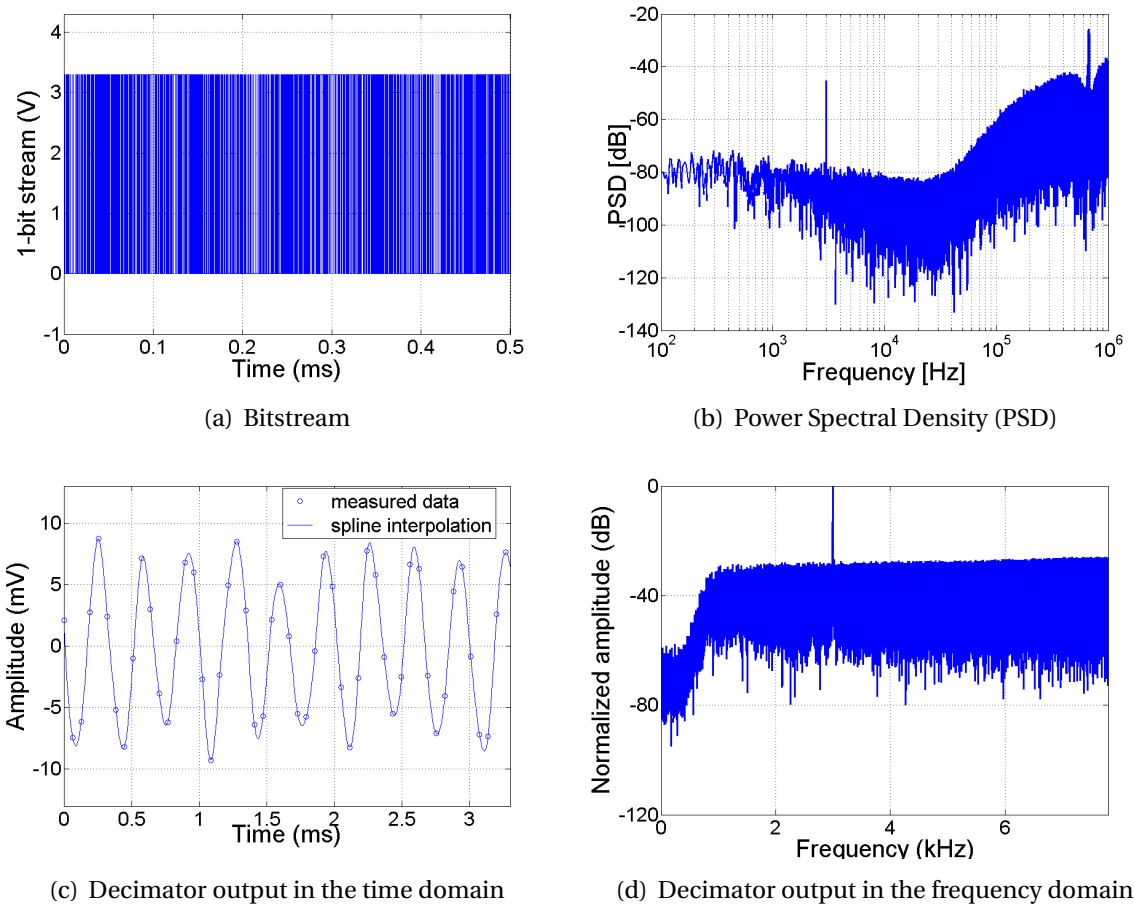 4
3
2
1
0
-1
1-bit stream (V)
0 0.1 0.2 0.3 0.4 0.5
Time (ms)
(a) Bitstream
-20
-40
-60
-80
-100
-120
-140
PSD [dB]
10^2 10^3 10^4 10^5 10^6
Frequency [Hz]
(b) Power Spectral Density (PSD)
measured data
spline interpolation
10
5
0
-5
-10
Amplitude (mV)
0 0.5 1 1.5 2 2.5 3
Time (ms)
(c) Decimator output in the time domain
0
-40
-80
-120
Normalized amplitude (dB)
0 2 4 6
Frequency (kHz)
(d) Decimator output in the frequency domain